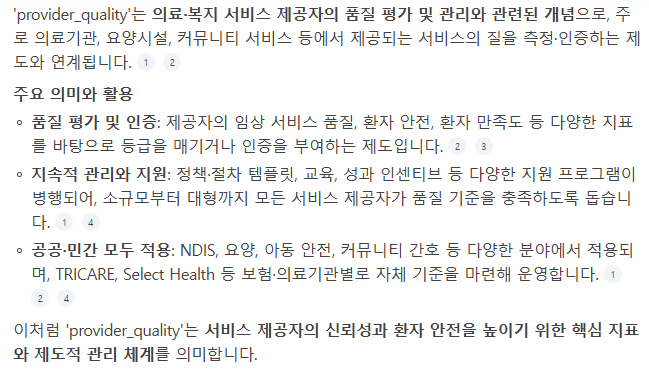 'provider_quality'는 의료·복지 서비스 제공자의 품질 평가 및 관리와 관련된 개념으로, 주
로 의료기관, 요양시설, 커뮤니티 서비스 등에서 제공되는 서비스의 질을 측정·인증하는 제
도와 연계됩니다. 1 2
주요 의미와 활용
품질 평가 및 인증: 제공자의 임상 서비스 품질, 환자 안전, 환자 만족도 등 다양한 지표
를 바탕으로 등급을 매기거나 인증을 부여하는 제도입니다. 2 3
지속적 관리와 지원: 정책·절차 템플릿, 교육, 성과 인센티브 등 다양한 지원 프로그램이
병행되어, 소규모부터 대형까지 모든 서비스 제공자가 품질 기준을 충족하도록 돕습니
다. 1 4
공공·민간 모두 적용: NDIS, 요양, 아동 안전, 커뮤니티 간호 등 다양한 분야에서 적용되
며, TRICARE, Select Health 등 보험·의료기관별로 자체 기준을 마련해 운영합니다. 1
2 4
이처럼 'provider_quality'는 서비스 제공자의 신뢰성과 환자 안전을 높이기 위한 핵심 지표
와 제도적 관리 체계를 의미합니다.